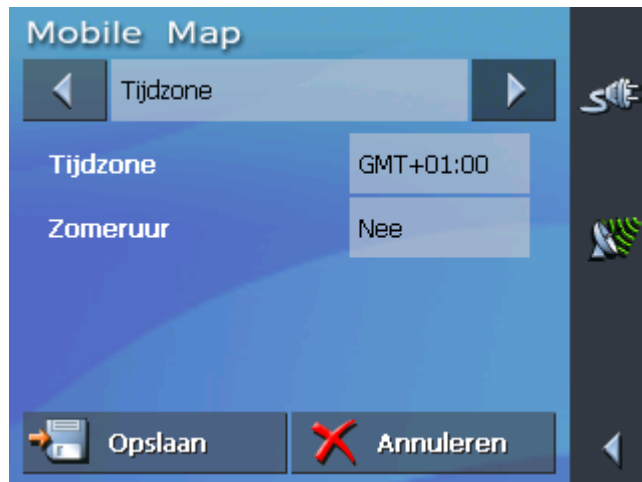 Mobile Map
Tijdzone
Tijdzone GMT+01:00
Zomeruur Nee
Opslaan Annuleren